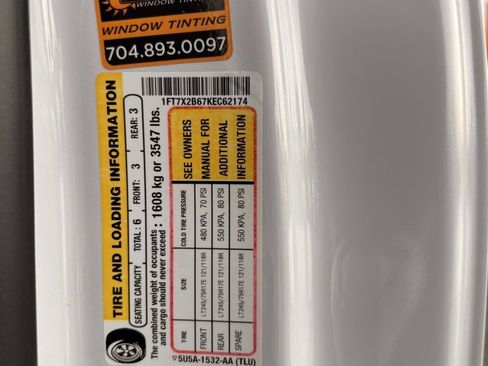 WINDOW TINTING
WINDOW TINTING
704.893.0097
1FT7X2B67KEC62174
TIRE AND LOADING INFORMATION
SEATING CAPACITY TOTAL: 6 FRONT: 3 REAR: 3
The combined weight of occupants
and cargo should never exceed : 1608 kg or 3547 lbs.
TIRE SIZE COLD TIRE PRESSURE
FRONT LT245/75R17E 121/118R 480 KPA, 70 PSI
REAR LT245/75R17E 121/118R 550 KPA, 80 PSI
SPARE LT245/75R17E 121/118R 550 KPA, 80 PSI
SEE OWNERS
MANUAL FOR
ADDITIONAL
INFORMATION
5U5A-1532-AA (TLU)